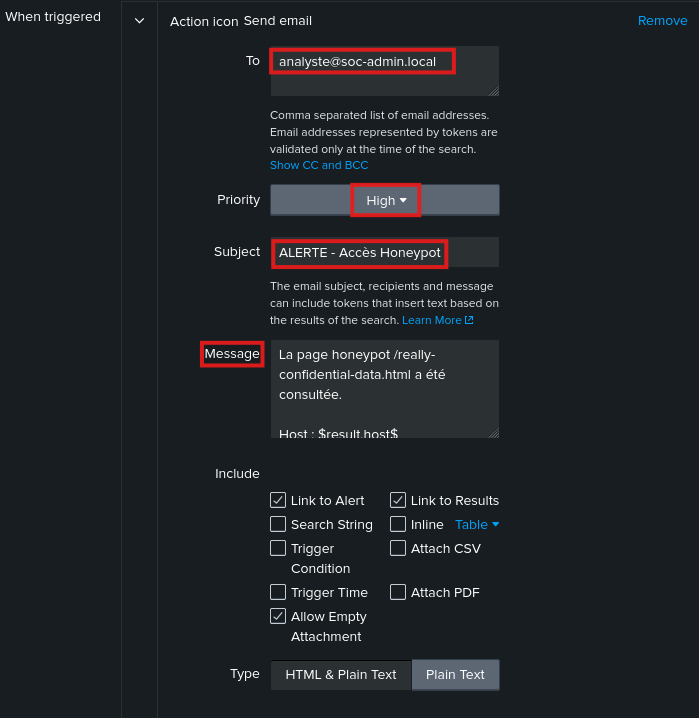 When triggered
Action icon Send email
Remove
To
analyste@soc-admin.local
Comma separated list of email addresses.
Email addresses represented by tokens are
validated only at the time of the search.
Show CC and BCC
Priority
High
Subject
ALERTE - Accès Honeypot
The email subject, recipients and message
can include tokens that insert text based on
the results of the search. Learn More
Message
La page honeypot /really-
confidential-data.html a été
consultée.
Host : $result.host$
Include
Link to Alert
Link to Results
Search String
Inline Table
Trigger
Condition
Attach CSV
Trigger Time
Attach PDF
Allow Empty
Attachment
Type
HTML & Plain Text
Plain Text